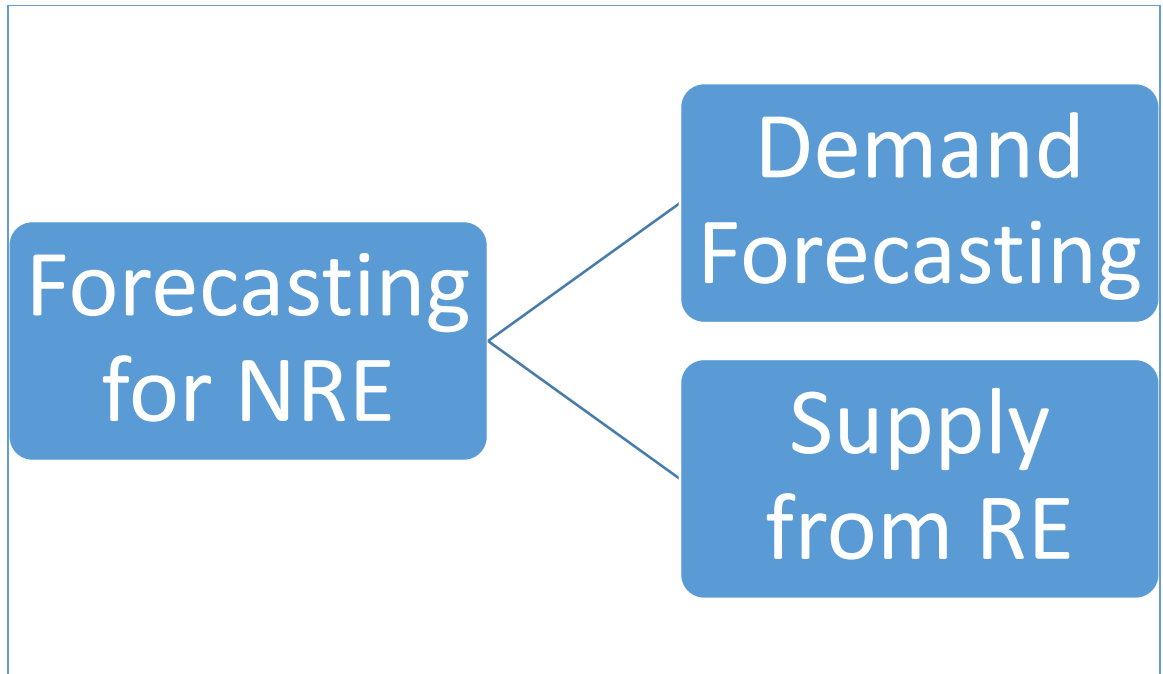 Forecasting
for NRE
Demand
Forecasting
Supply
from RE